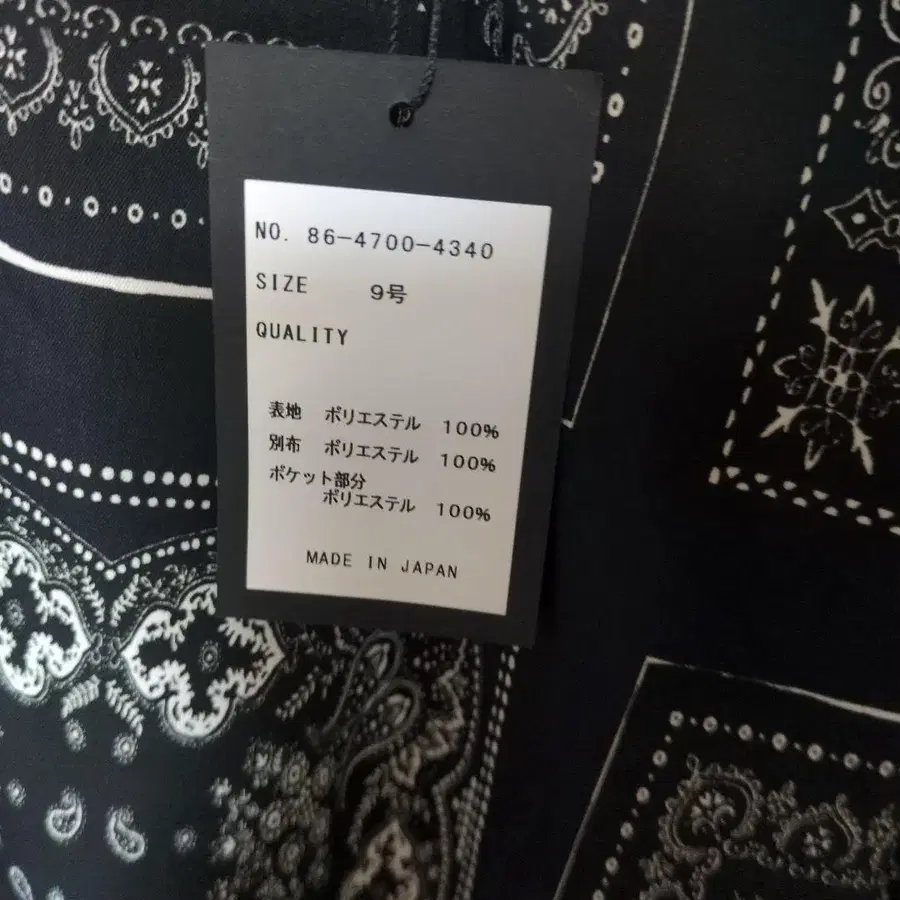 NO. 86-4700-4340
SIZE 9号
QUALITY
表地 ポリエステル 100%
別布 ポリエステル 100%
ポケット部分
ポリエステル 100%
MADE IN JAPAN